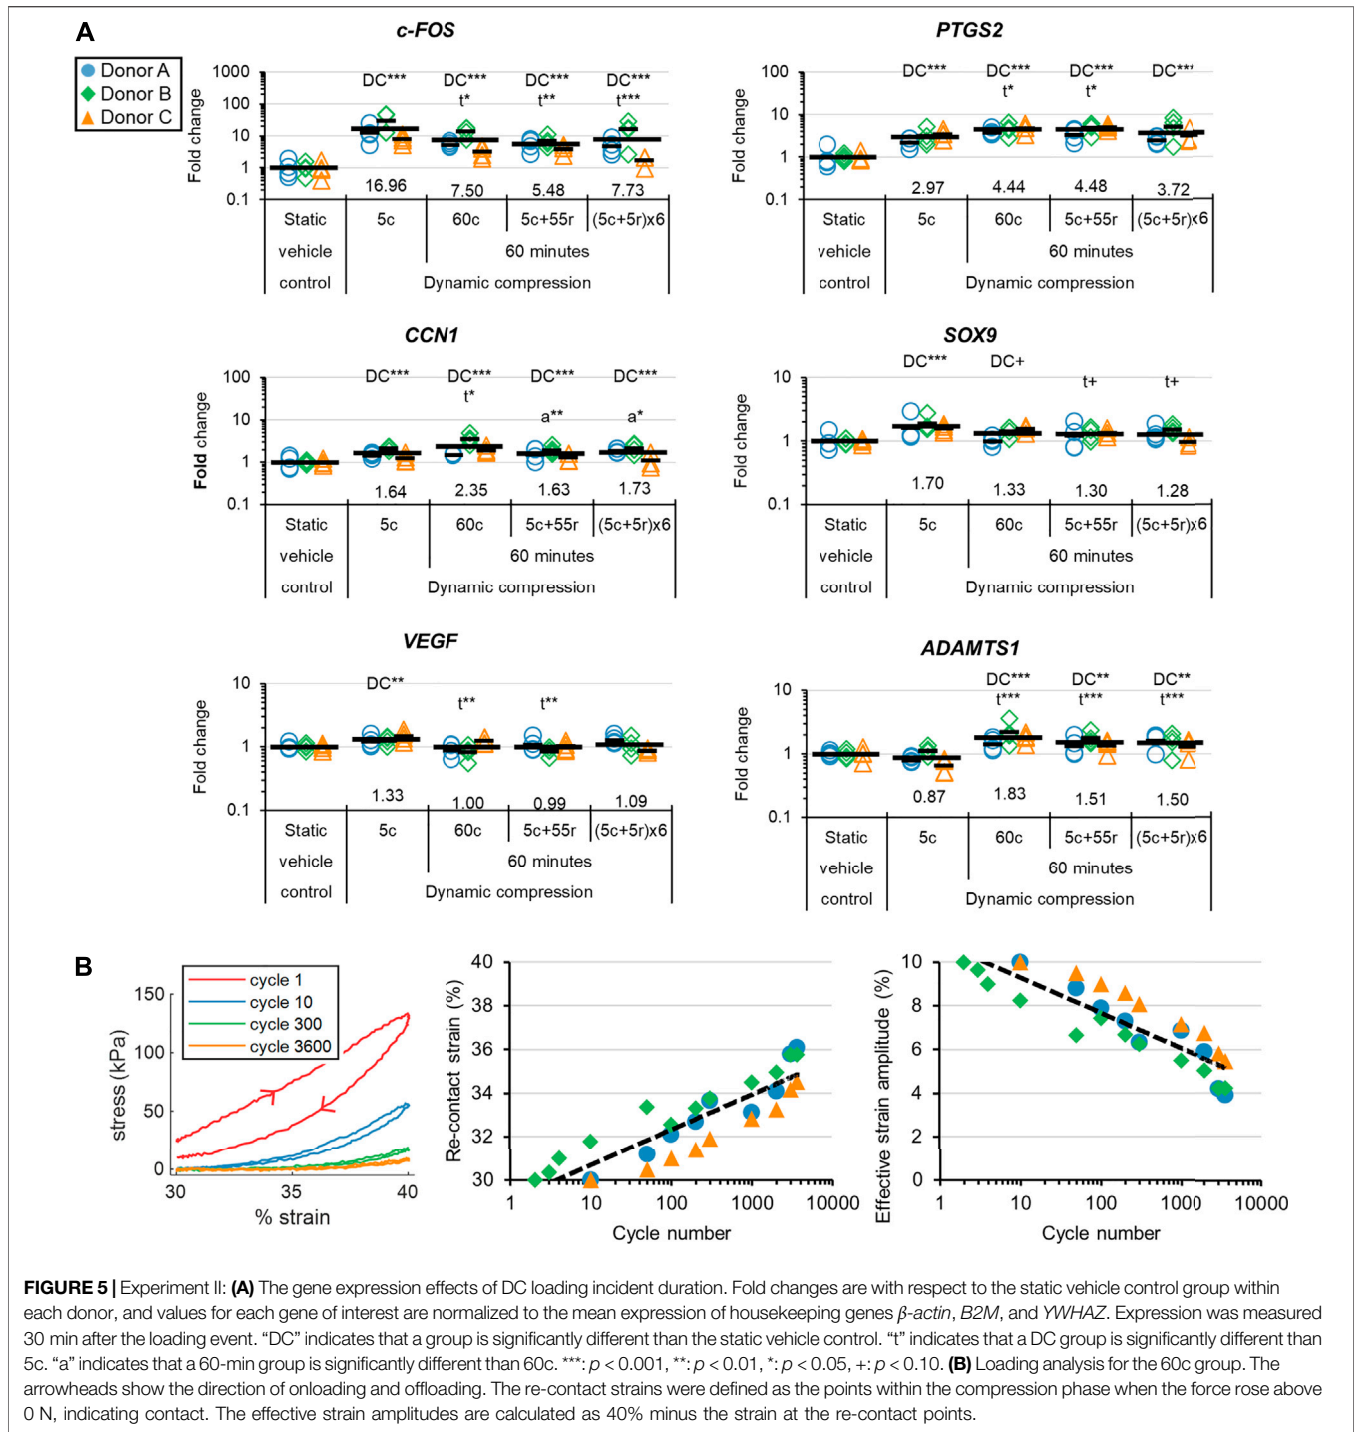 A
Donor A
Donor B
Donor C
c-FOS
Fold change
1000
100
10
1
0.1
DC*** DC*** DC*** DC***
t* t** t***
16.96 7.50 5.48 7.73
Static 5c 60c 5c+55r (5c+5r)x6
vehicle 60 minutes
control Dynamic compression
PTGS2
Fold change
100
10
1
0.1
DC*** DC*** DC*** DC***
t* t*
2.97 4.44 4.48 3.72
Static 5c 60c 5c+55r (5c+5r)x6
vehicle 60 minutes
control Dynamic compression
CCN1
Fold change
100
10
1
0.1
DC*** DC*** DC*** DC***
t*
a** a*
1.64 2.35 1.63 1.73
Static 5c 60c 5c+55r (5c+5r)x6
vehicle 60 minutes
control Dynamic compression
SOX9
Fold change
10
1
0.1
DC*** DC+
t+ t+
1.70 1.33 1.30 1.28
Static 5c 60c 5c+55r (5c+5r)x6
vehicle 60 minutes
control Dynamic compression
VEGF
Fold change
10
1
0.1
DC**
t** t**
1.33 1.00 0.99 1.09
Static 5c 60c 5c+55r (5c+5r)x6
vehicle 60 minutes
control Dynamic compression
ADAMTS1
Fold change
10
1
0.1
DC*** DC** DC**
t*** t*** t***
0.87 1.83 1.51 1.50
Static 5c 60c 5c+55r (5c+5r)x6
vehicle 60 minutes
control Dynamic compression
B
cycle 1
cycle 10
cycle 300
cycle 3600
stress (kPa)
150
100
50
0
30 35 40
% strain
Re-contact strain (%)
40
38
36
34
32
30
1 10 100 1000 10000
Cycle number
Effective strain amplitude (%)
10
8
6
4
2
0
1 10 100 1000 10000
Cycle number
FIGURE 5 | Experiment II: (A) The gene expression effects of DC loading incident duration. Fold changes are with respect to the static vehicle control group within
each donor, and values for each gene of interest are normalized to the mean expression of housekeeping genes β-actin, B2M, and YWHAZ. Expression was measured
30 min after the loading event. “DC” indicates that a group is significantly different than the static vehicle control. “t” indicates that a DC group is significantly different than
5c. “a” indicates that a 60-min group is significantly different than 60c. ***: p < 0.001, **: p < 0.01, *: p < 0.05, +: p < 0.10. (B) Loading analysis for the 60c group. The
arrowheads show the direction of onloading and offloading. The re-contact strains were defined as the points within the compression phase when the force rose above
0 N, indicating contact. The effective strain amplitudes are calculated as 40% minus the strain at the re-contact points.